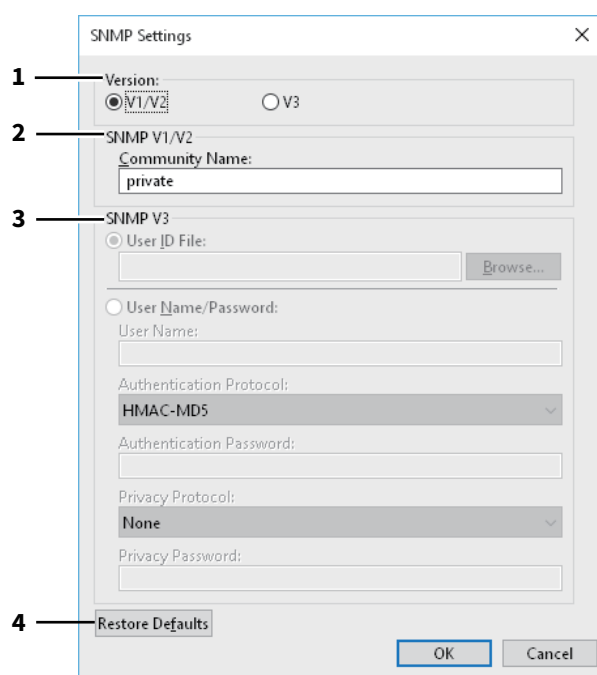 SNMP Settings
1 Version:
V1/V2 V3
2 SNMP V1/V2
Community Name:
private
3 SNMP V3
User ID File:
Browse...
User Name/Password:
User Name:
Authentication Protocol:
HMAC-MD5
Authentication Password:
Privacy Protocol:
None
Privacy Password:
4 Restore Defaults
OK Cancel